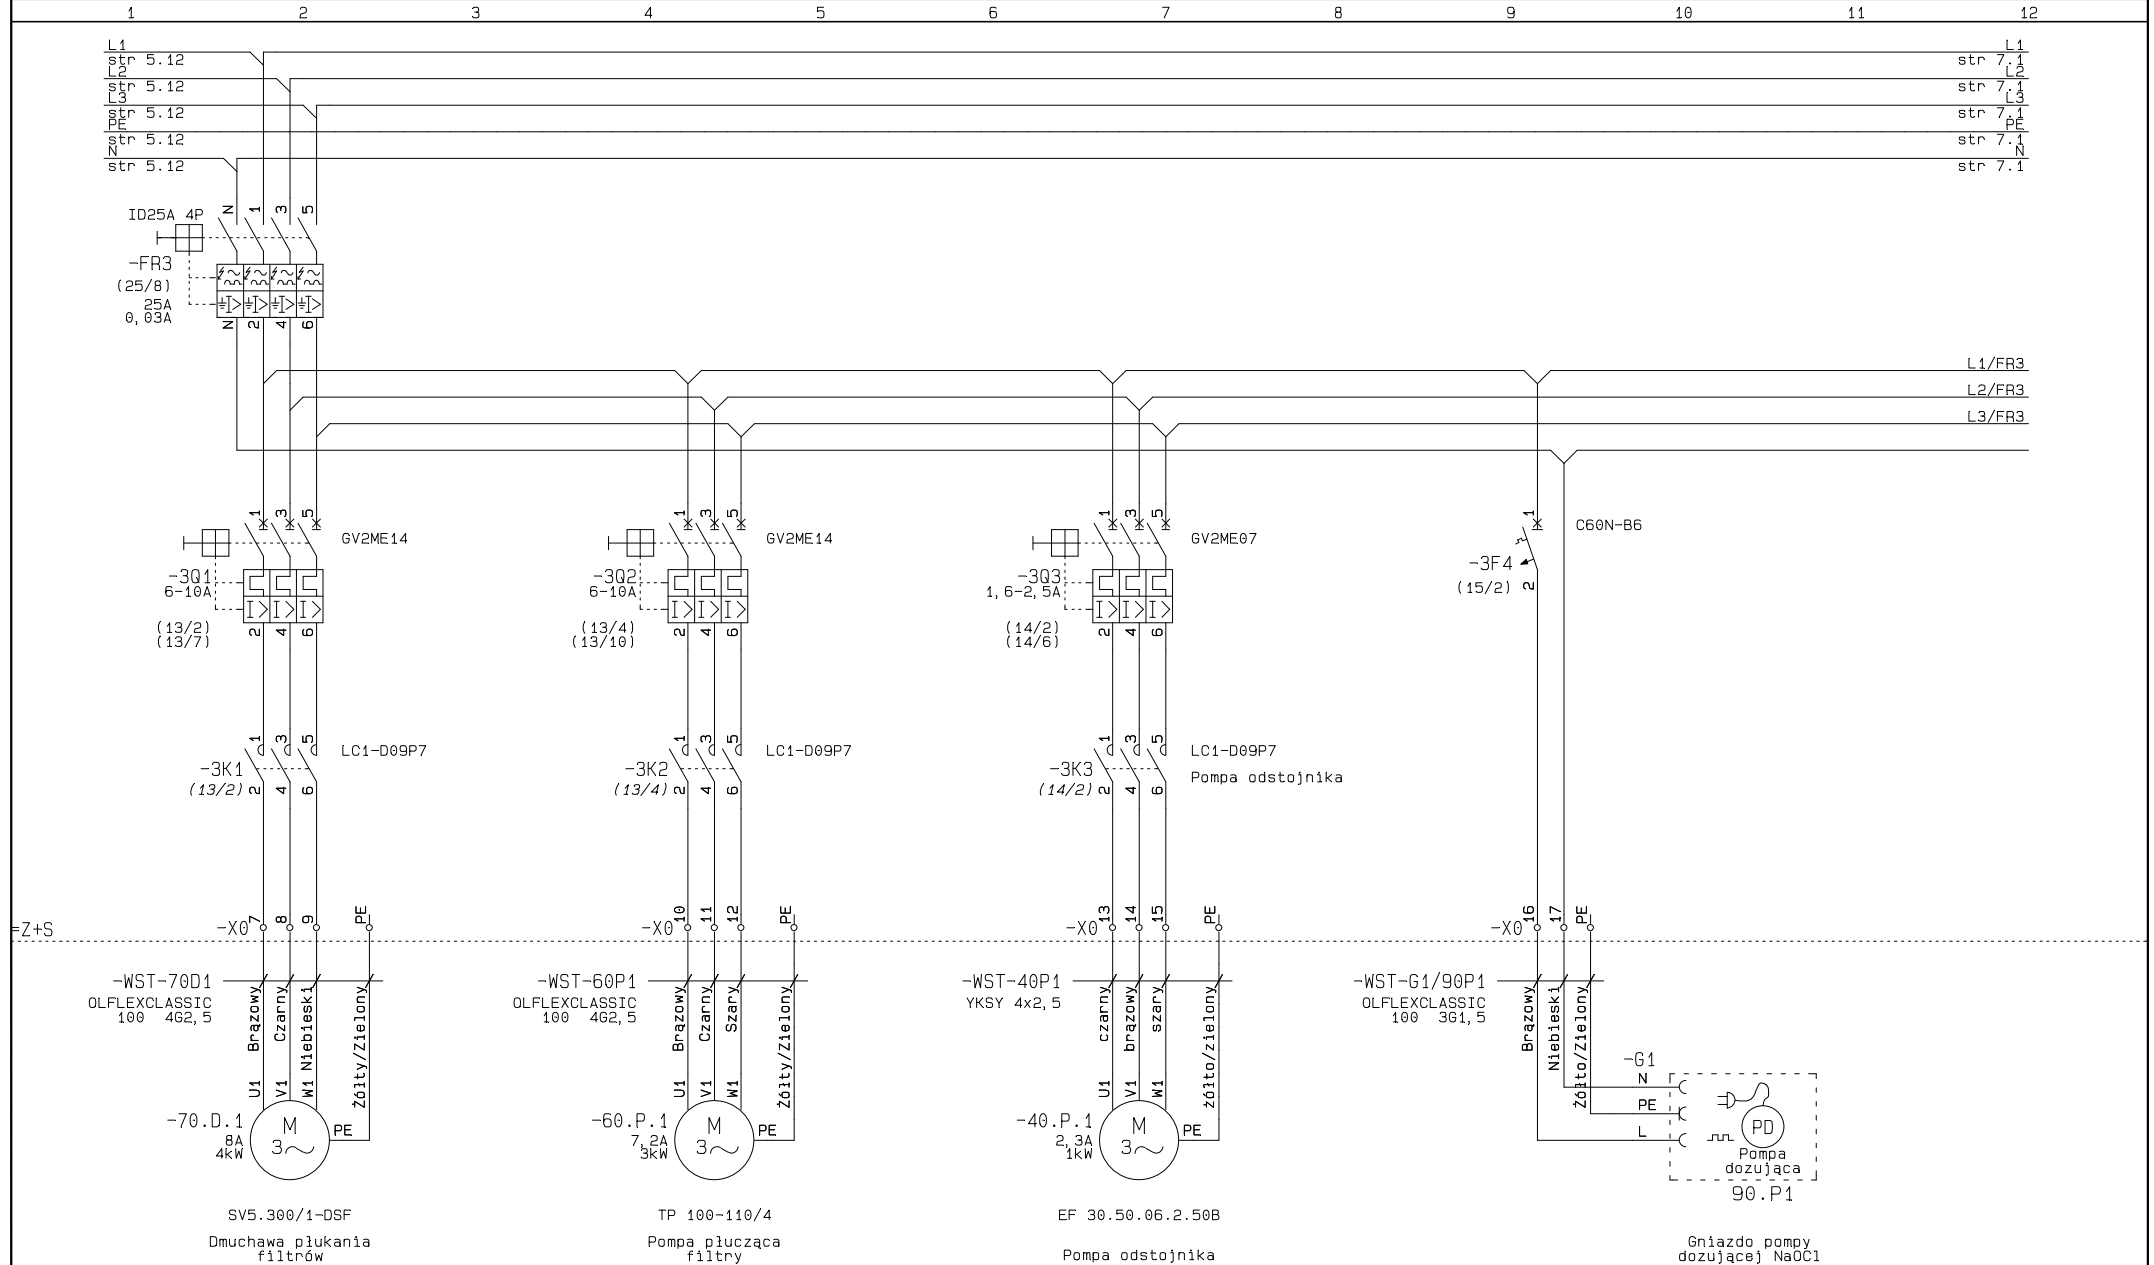 1 2 3 4 5 6 7 8 9 10 11 12
L1 L1
str 5.12 str 7.1
L2 L2
str 5.12 str 7.1
L3 L3
str 5.12 str 7.1
PE PE
str 5.12 str 7.1
N N
str 5.12 str 7.1
ID25A 4P
N 1 3 5
-FR3
(25/8)
25A
0,03A
N 2 4 6
L1/FR3
L2/FR3
L3/FR3
1 3 5
GV2ME14
-3Q1
6-10A
I> I> I>
(13/2)
(13/7)
2 4 6
1 3 5
GV2ME14
-3Q2
6-10A
I> I> I>
(13/4)
(13/10)
2 4 6
1 3 5
GV2ME07
-3Q3
1,6-2,5A
I> I> I>
(14/2)
(14/6)
2 4 6
1
C60N-B6
-3F4
(15/2)
2
1 3 5
LC1-D09P7
-3K1
(13/2)
2 4 6
1 3 5
LC1-D09P7
-3K2
(13/4)
2 4 6
1 3 5
LC1-D09P7
Pompa odstojnika
-3K3
(14/2)
2 4 6
=Z+S
-X0 7 8 9 PE
-X0 10 11 12 PE
-X0 13 14 15 PE
-X0 16 17 PE
-WST-70D1
OLFLEXCLASSIC
100 4G2,5
Brązowy
Czarny
Niebieski
Żółty/Zielony
U1 V1 W1
-70.D.1
8A
4kW
M
3~
PE
SV5.300/1-DSF
Dmuchawa płukania
filtrów
-WST-60P1
OLFLEXCLASSIC
100 4G2,5
Brązowy
Czarny
Szary
Żółty/Zielony
U1 V1 W1
-60.P.1
7,2A
3kW
M
3~
PE
TP 100-110/4
Pompa płucząca
filtry
-WST-40P1
YKSY 4x2,5
czarny
brązowy
szary
żółto/zielony
U1 V1 W1
-40.P.1
2,3A
1kW
M
3~
PE
EF 30.50.06.2.50B
Pompa odstojnika
-WST-G1/90P1
OLFLEXCLASSIC
100 3G1,5
Brązowy
Niebieski
Żółto/Zielony
-G1
N
PE
L
PD
Pompa
dozująca
90.P1
Gniazdo pompy
dozującej NaOCl